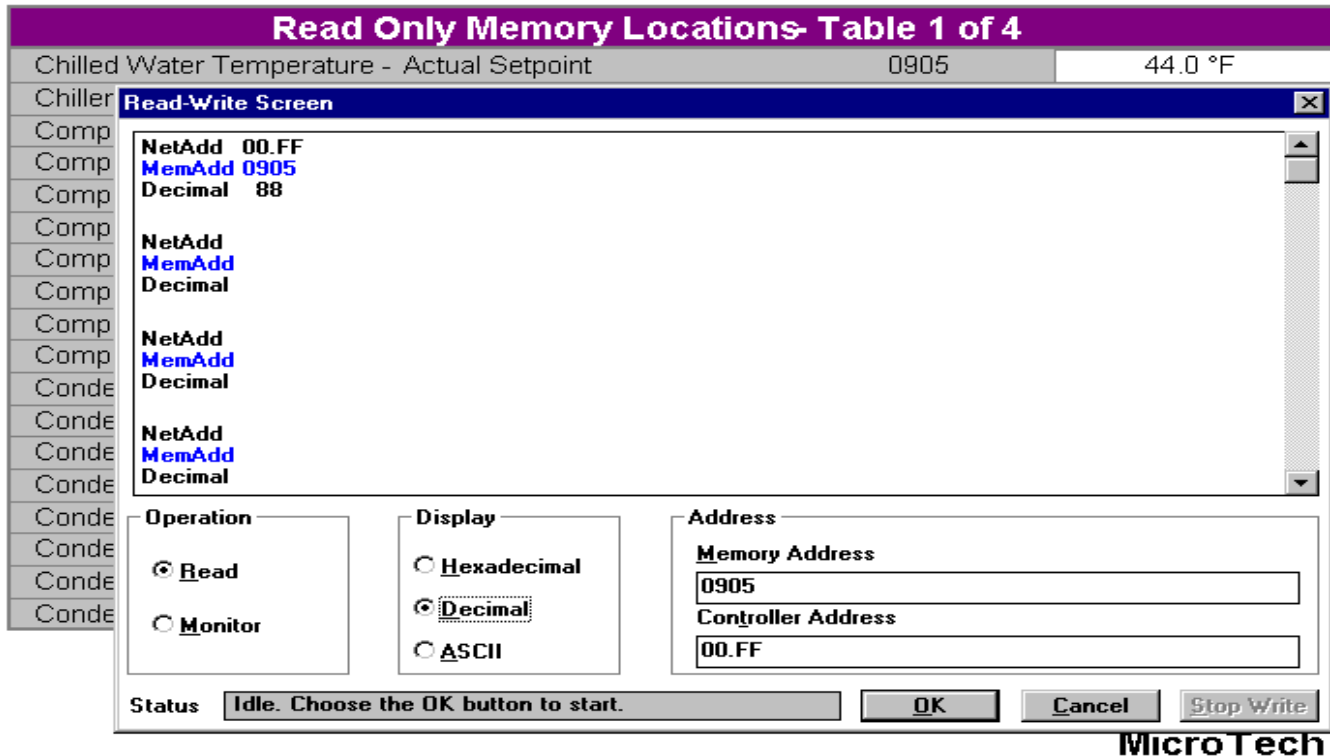 Read Only Memory Locations- Table 1 of 4
Chilled Water Temperature - Actual Setpoint 0905 44.0 °F
Chiller
Read-Write Screen
Comp
Comp
Comp
Comp
Comp
Comp
Comp
Comp
Conde
Conde
Conde
Conde
Conde
Conde
Conde
Conde
NetAdd 00.FF
MemAdd 0905
Decimal 88
NetAdd
MemAdd
Decimal
NetAdd
MemAdd
Decimal
NetAdd
MemAdd
Decimal
Operation
Read
Monitor
Display
Hexadecimal
Decimal
ASCII
Address
Memory Address
0905
Controller Address
00.FF
Status Idle. Choose the OK button to start. OK Cancel Stop Write
MicroTech